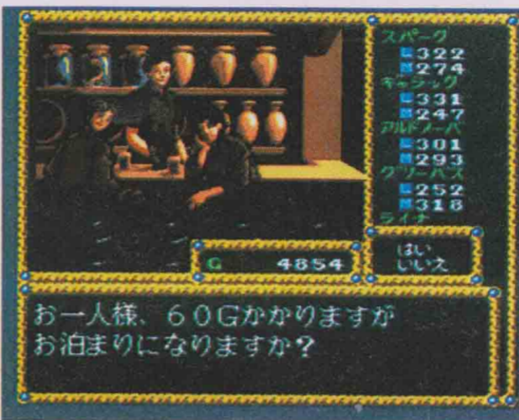 スパーク
322
274
ギャラック
331
247
アルドノーバ
301
293
グリーバス
252
318
ライナ
G 4854
はい
いいえ
お一人様、60Gかかりますが
お泊まりになりますか?